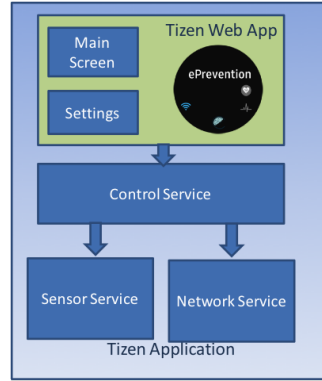 Tizen Web App
Main
Screen
ePrevention
Settings
Control Service
Sensor Service
Network Service
Tizen Application